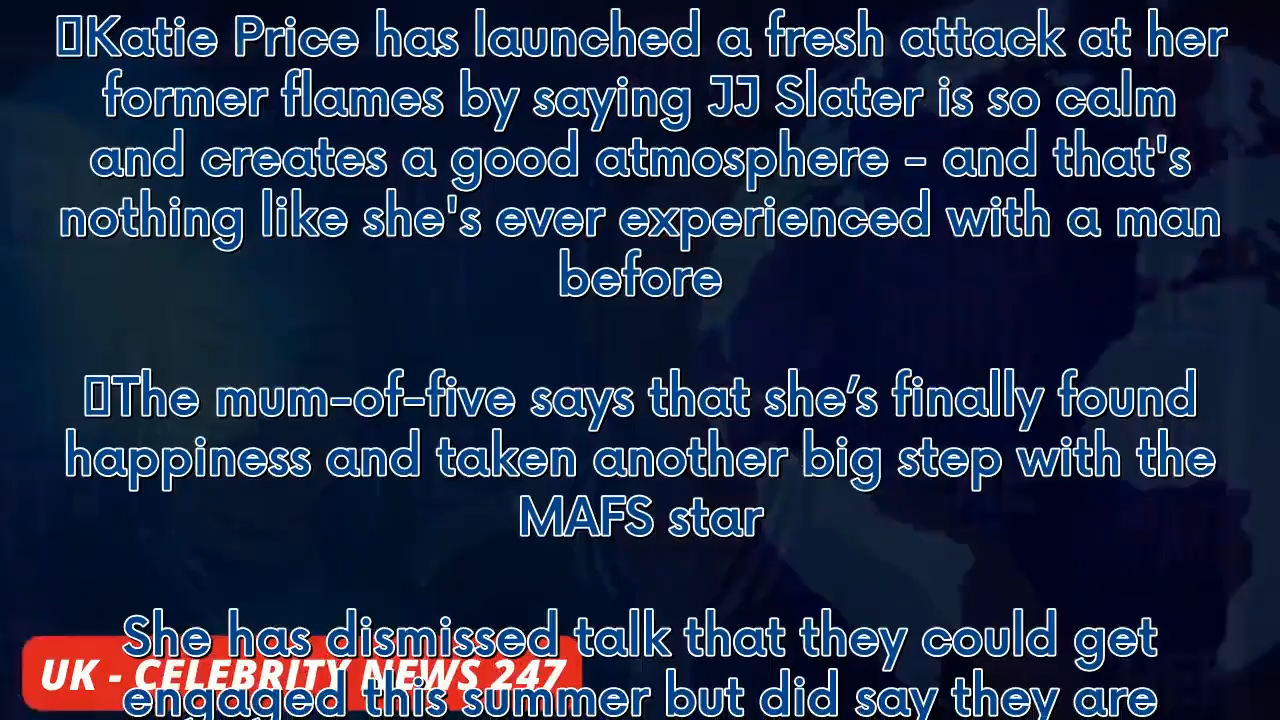 Katie Price has launched a fresh attack at her
former flames by saying JJ Slater is so calm
and creates a good atmosphere - and that's
nothing like she's ever experienced with a man
before
The mum-of-five says that she’s finally found
happiness and taken another big step with the
MAFS star
She has dismissed talk that they could get
engaged this summer but did say they are
UK - CELEBRITY NEWS 247